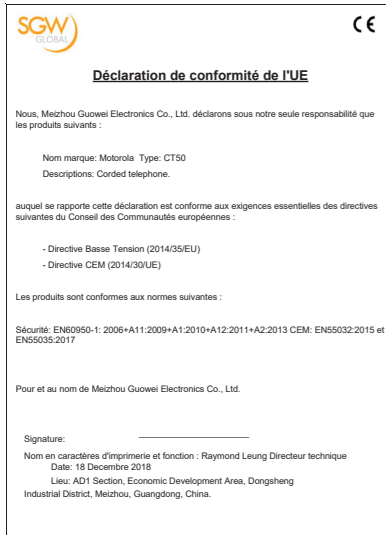 SGW
GLOBAL
CE
Déclaration de conformité de l'UE
Nous, Meizhou Guowei Electronics Co., Ltd. déclarons sous notre seule responsabilité que
les produits suivants :
Nom marque: Motorola Type: CT50
Descriptions: Corded telephone.
auquel se rapporte cette déclaration est conforme aux exigences essentielles des directives
suivantes du Conseil des Communautés européennes :
- Directive Basse Tension (2014/35/EU)
- Directive CEM (2014/30/UE)
Les produits sont conformes aux normes suivantes :
Sécurité: EN60950-1: 2006+A11:2009+A1:2010+A12:2011+A2:2013 CEM: EN55032:2015 et
EN55035:2017
Pour et au nom de Meizhou Guowei Electronics Co., Ltd.
Signature:
Nom en caractères d'imprimerie et fonction : Raymond Leung Directeur technique
Date: 18 Decembre 2018
Lieu: AD1 Section, Economic Development Area, Dongsheng
Industrial District, Meizhou, Guangdong, China.